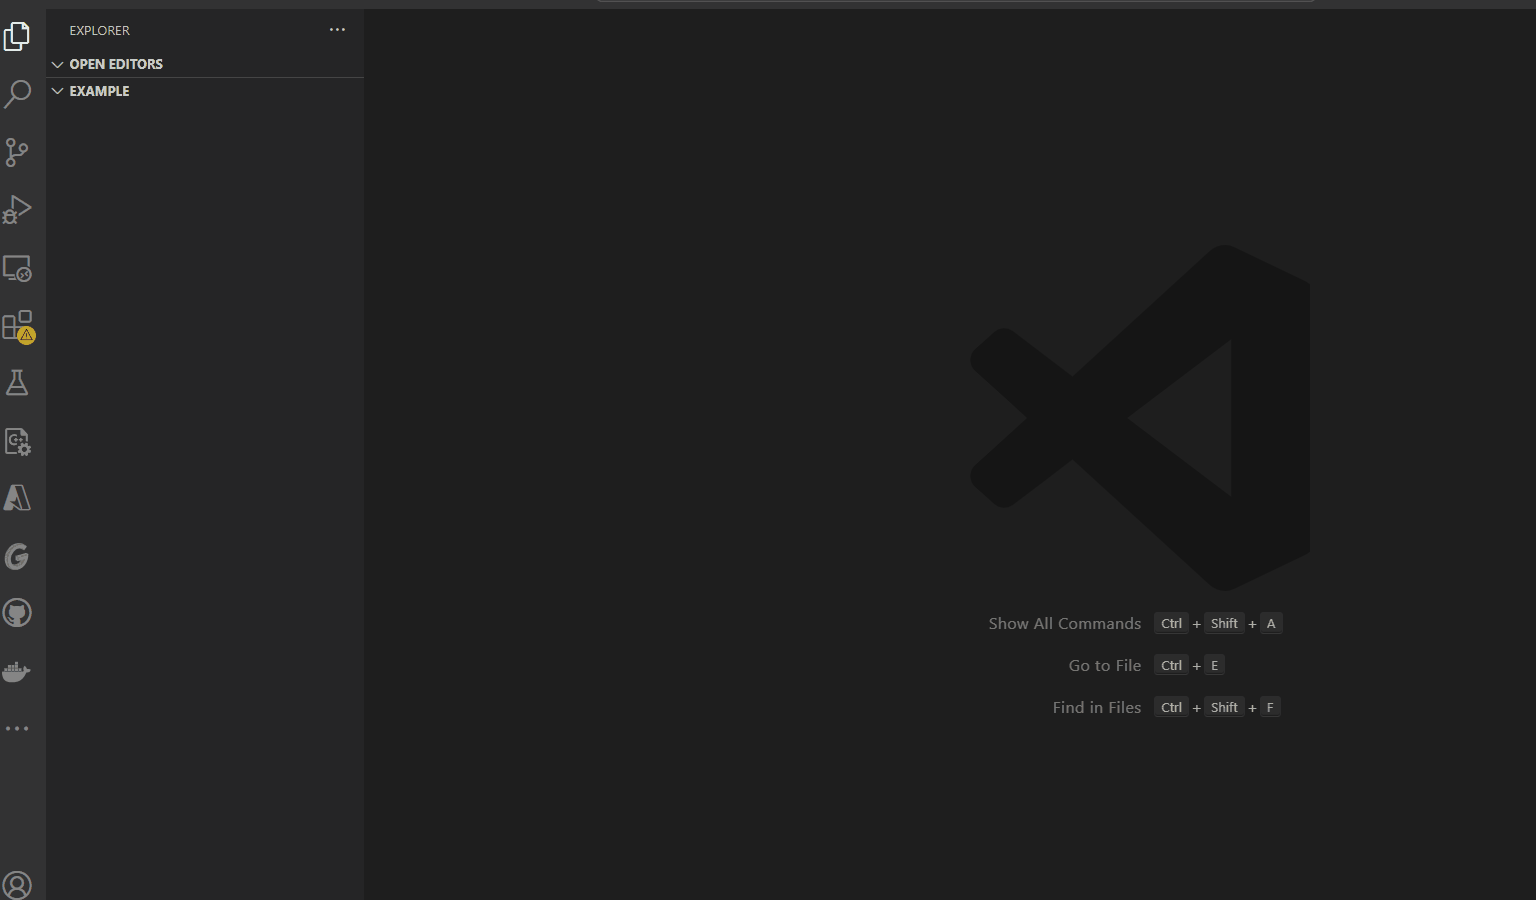 EXPLORER
OPEN EDITORS
EXAMPLE
Show All Commands Ctrl + Shift + A
Go to File Ctrl + E
Find in Files Ctrl + Shift + F